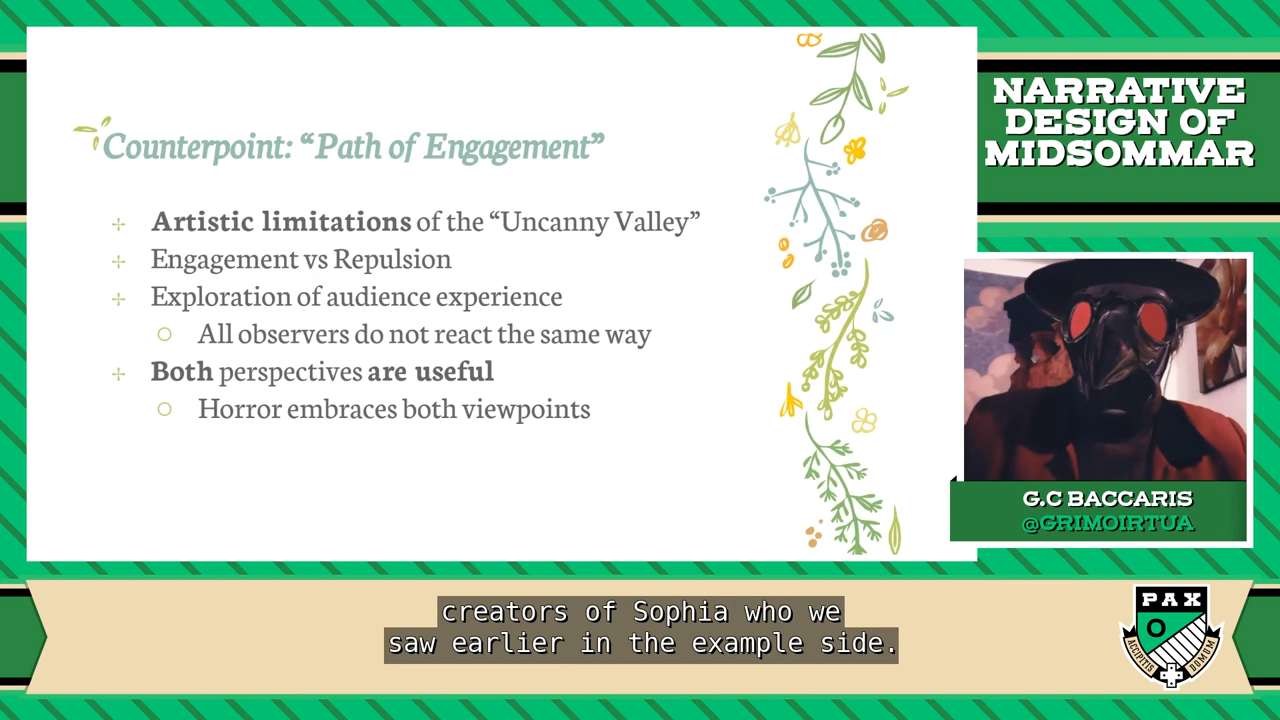 Counterpoint: “Path of Engagement”
Artistic limitations of the “Uncanny Valley”
Engagement vs Repulsion
Exploration of audience experience
All observers do not react the same way
Both perspectives are useful
Horror embraces both viewpoints
NARRATIVE
DESIGN OF
MIDSOMMAR
G.C BACCARIS
@GRIMOIRTUA
creators of Sophia who we
saw earlier in the example side.
PAX
O
ACCIPITIS
DOMUM